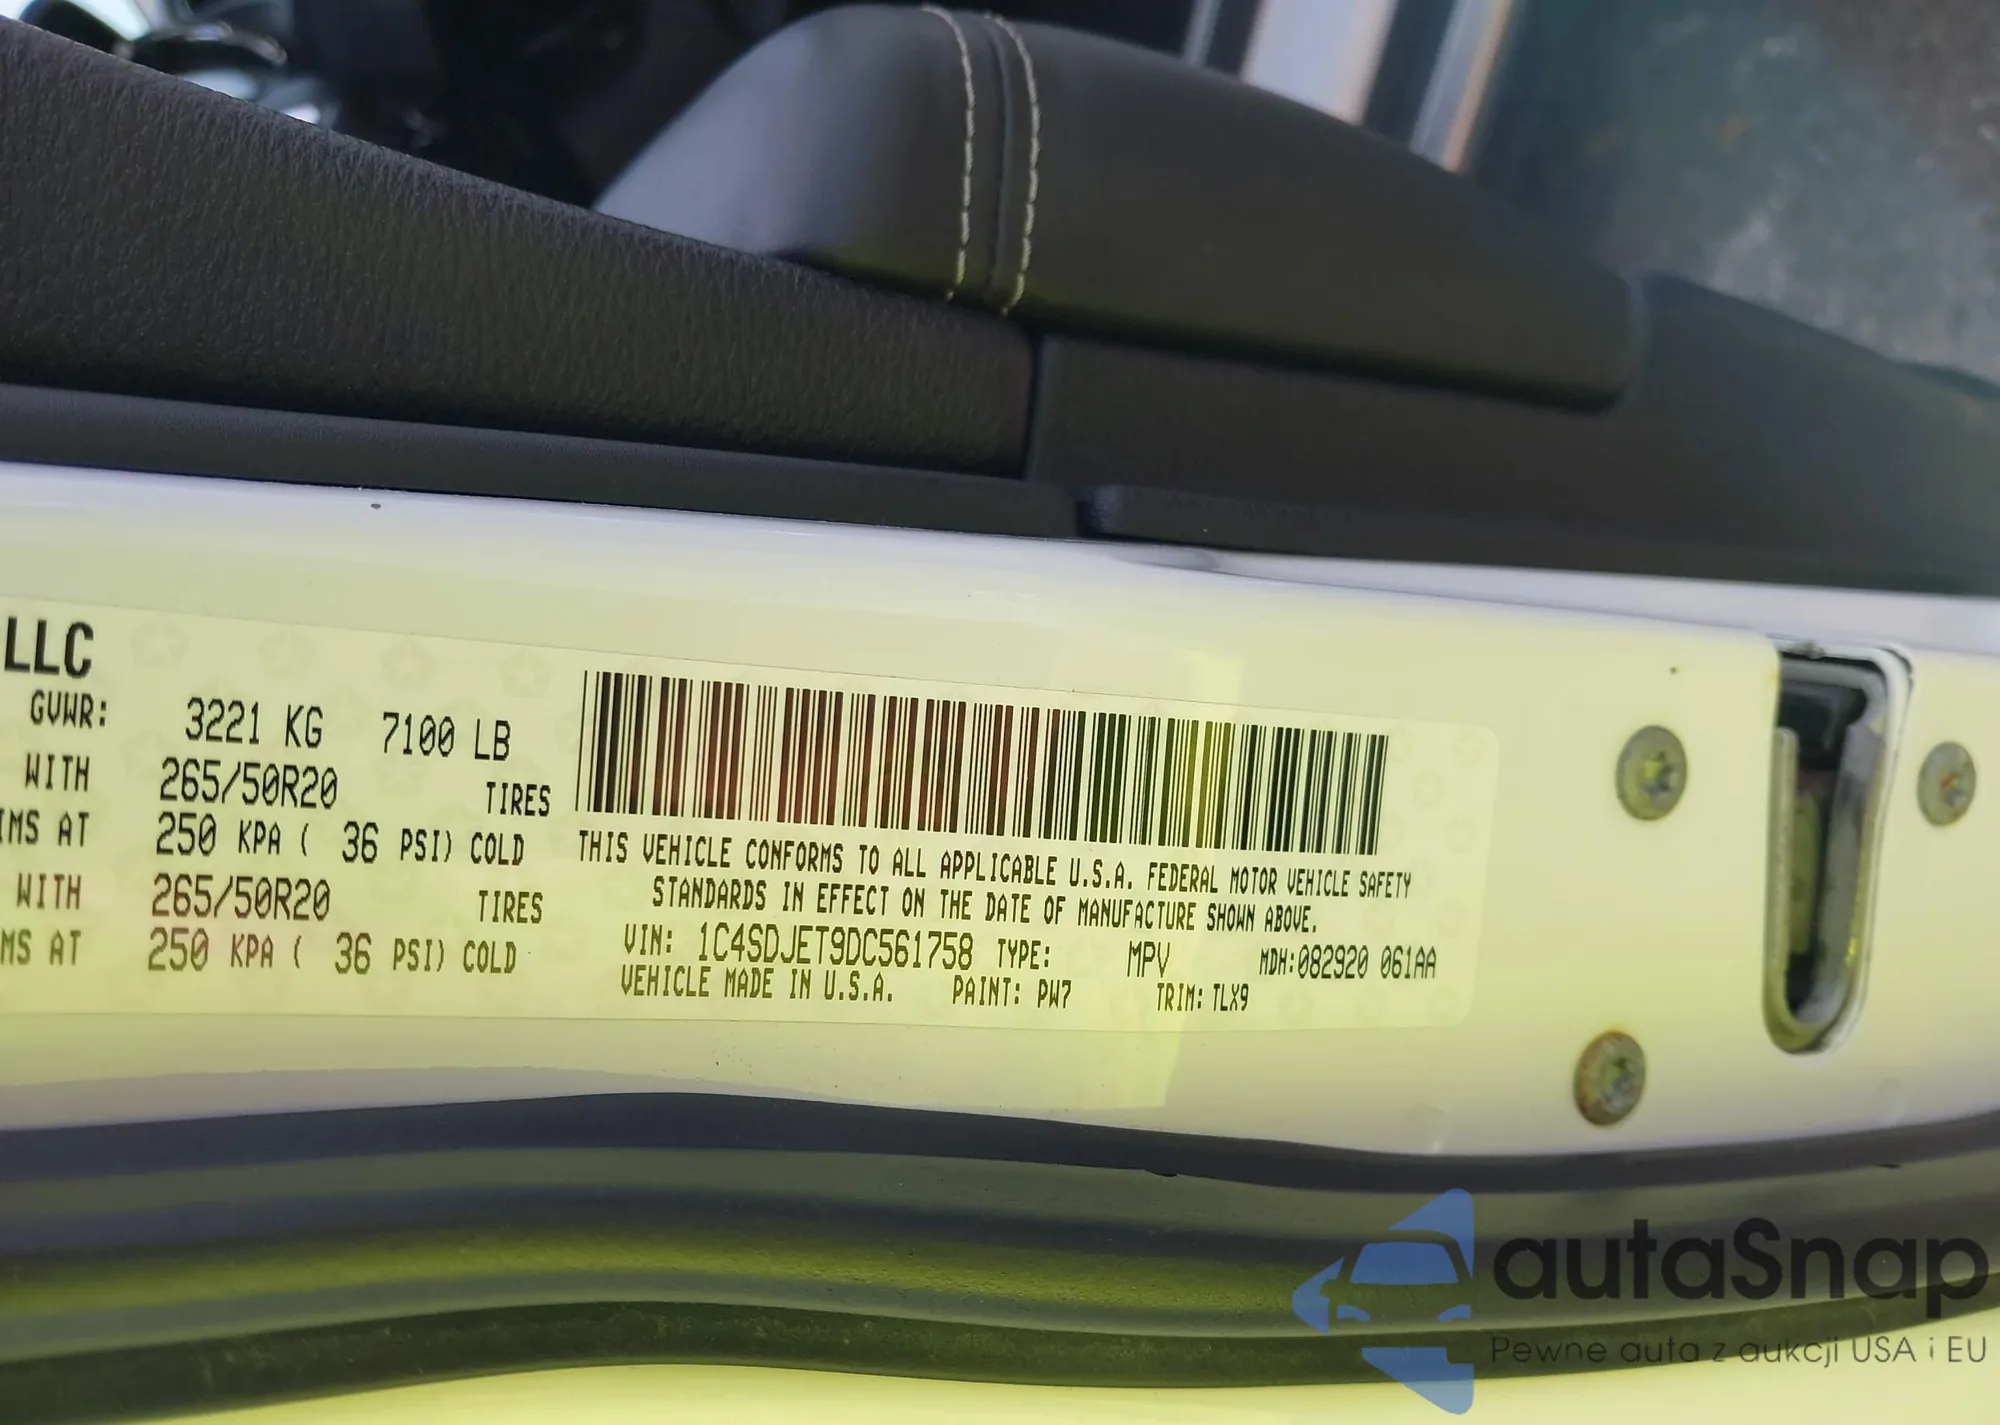 LLC
GVWR: 3221 KG 7100 LB
WITH 265/50R20 TIRES
IMS AT 250 KPA ( 36 PSI) COLD
WITH 265/50R20 TIRES
MS AT 250 KPA ( 36 PSI) COLD
THIS VEHICLE CONFORMS TO ALL APPLICABLE U.S.A. FEDERAL MOTOR VEHICLE SAFETY
STANDARDS IN EFFECT ON THE DATE OF MANUFACTURE SHOWN ABOVE.
VIN: 1C4SDJET9DC561758 TYPE: MPV MDH:082920 061AA
VEHICLE MADE IN U.S.A. PAINT: PW7 TRIM: TLX9
autaSnap
Pewne auta z aukcji USA i EU